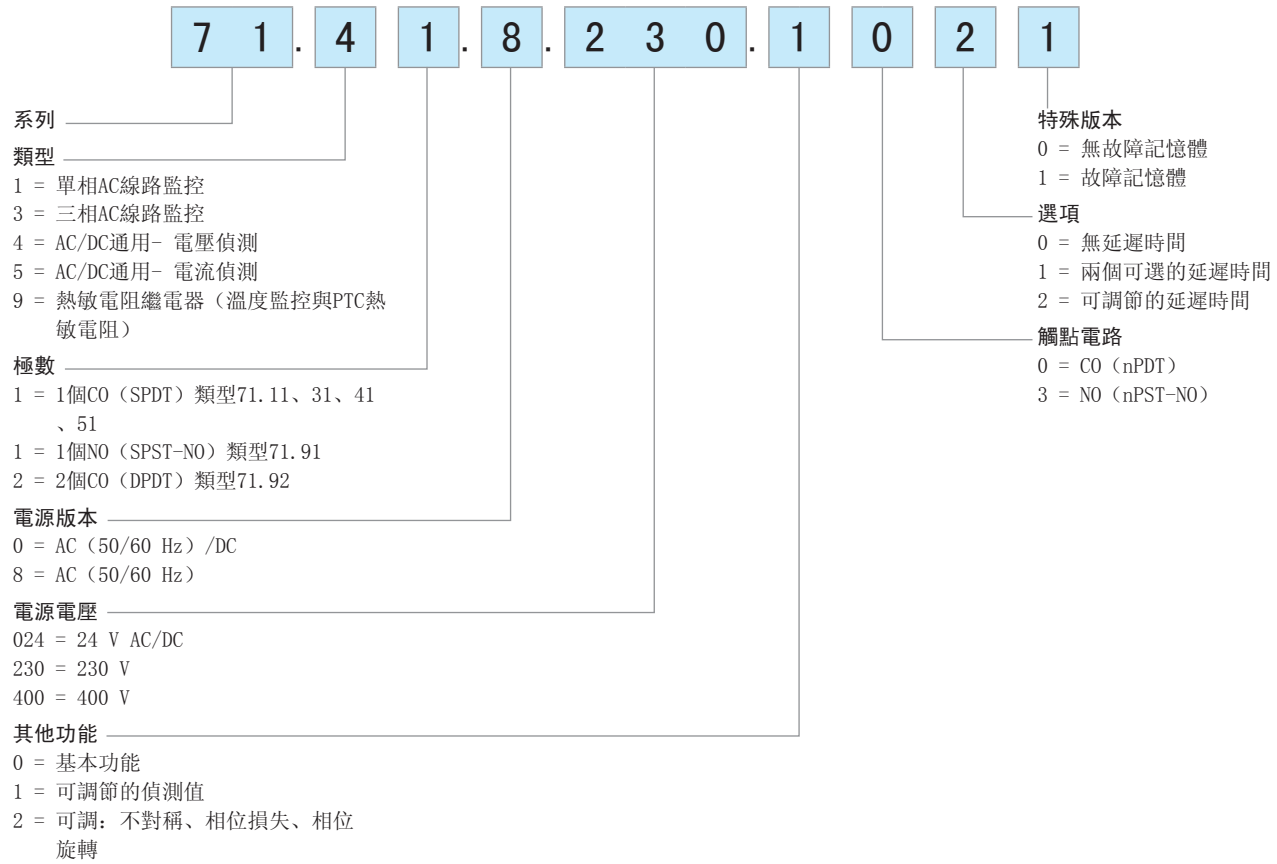 7 1 . 4 1 . 8 . 2 3 0 . 1 0 2 1
系列
類型
1 = 單相AC線路監控
3 = 三相AC線路監控
4 = AC/DC通用- 電壓偵測
5 = AC/DC通用- 電流偵測
9 = 熱敏電阻繼電器（溫度監控與PTC熱
敏電阻）
極數
1 = 1個CO（SPDT）類型71.11、31、41
、51
1 = 1個NO（SPST-NO）類型71.91
2 = 2個CO（DPDT）類型71.92
電源版本
0 = AC（50/60 Hz）/DC
8 = AC（50/60 Hz）
電源電壓
024 = 24 V AC/DC
230 = 230 V
400 = 400 V
其他功能
0 = 基本功能
1 = 可調節的偵測值
2 = 可調：不對稱、相位損失、相位
旋轉
特殊版本
0 = 無故障記憶體
1 = 故障記憶體
選項
0 = 無延遲時間
1 = 兩個可選的延遲時間
2 = 可調節的延遲時間
觸點電路
0 = CO（nPDT）
3 = NO（nPST-NO）